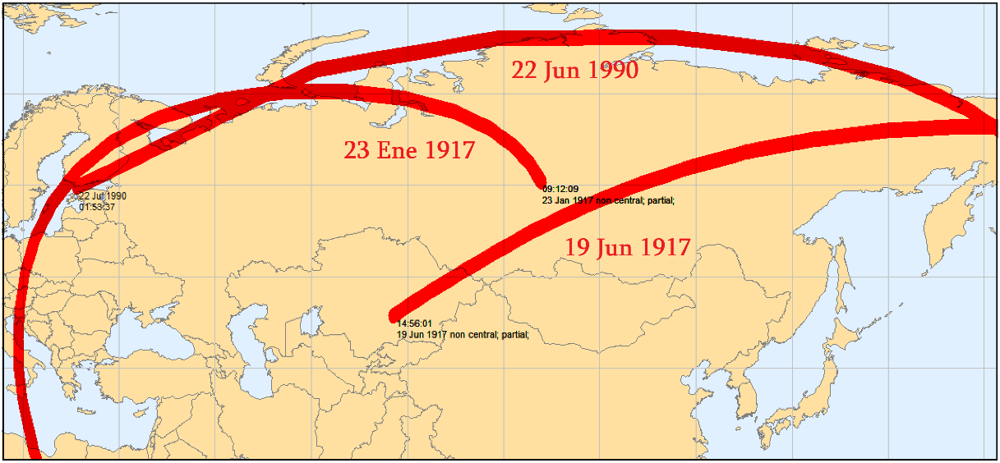 22 Jun 1990
23 Ene 1917
09:12:09
23 Jan 1917 non central; partial;
22 Jul 1990
01:53:37
19 Jun 1917
14:56:01
19 Jun 1917 non central; partial;